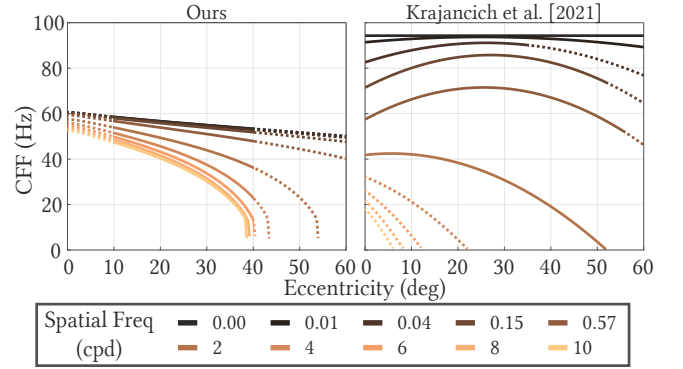 Ours
Krajancich et al. [2021]
CFF (Hz)
100
80
60
40
20
0
0 10 20 30 40 50 60
0 10 20 30 40 50 60
Eccentricity (deg)
Spatial Freq
(cpd)
0.00 0.01 0.04 0.15 0.57
2 4 6 8 10